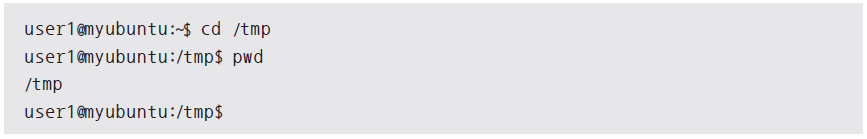 user1@myubuntu:~$ cd /tmp
user1@myubuntu:/tmp$ pwd
/tmp
user1@myubuntu:/tmp$